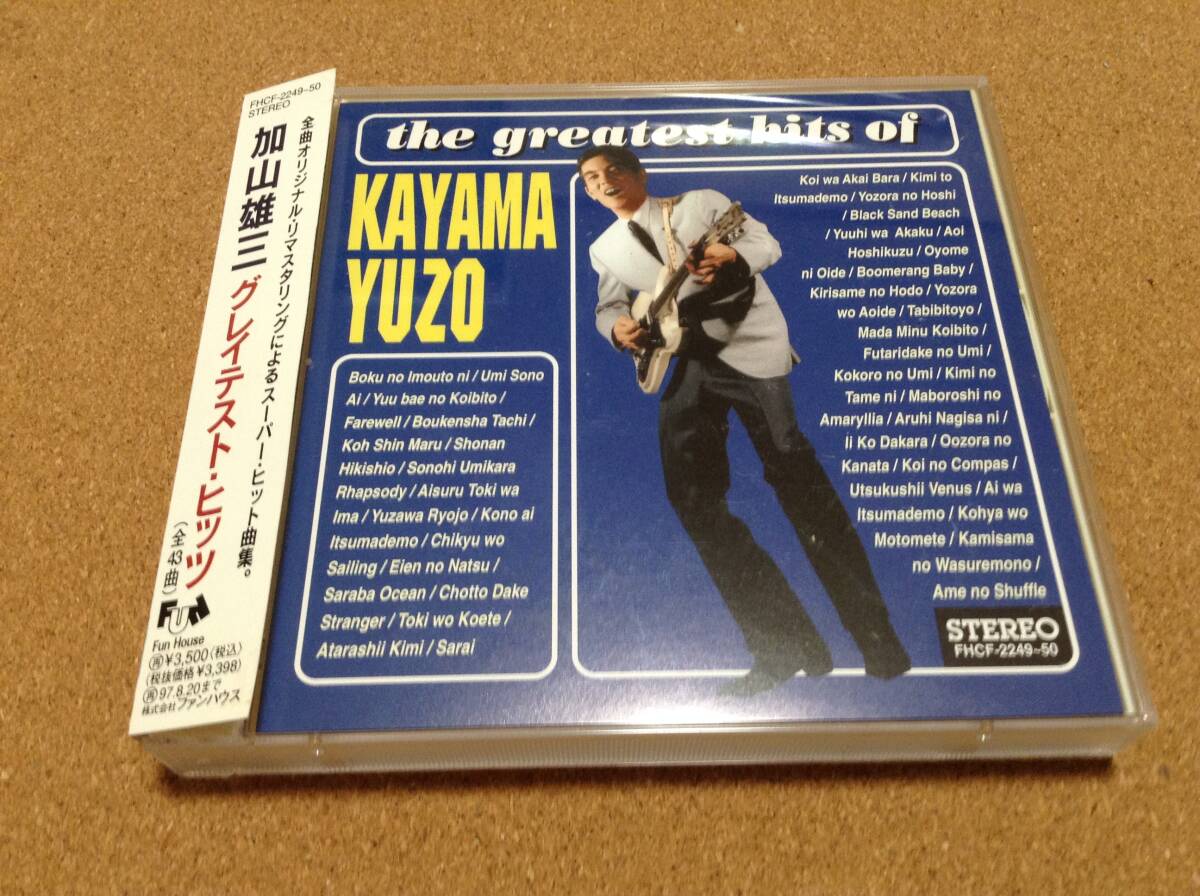 FHCF-2249~50
STEREO
全曲オリジナル・リマスタリングによるスーパー・ヒット曲集。
加山雄三 グレイテスト・ヒッツ
(全43曲)
FUN
Fun House
再¥3,500(税込)
(税抜価格¥3,398)
再97.8.20まで
株式会社ファンハウス
the greatest hits of
KAYAMA
YUZO
Boku no Imouto ni / Umi Sono
Ai / Yuu bae no Koibito /
Farewell / Boukensha Tachi /
Koh Shin Maru / Shonan
Hikishio / Sonohi Umikara
Rhapsody / Aisuru Toki wa
Ima / Yuzawa Ryojo / Kono ai
Itsumademo / Chikyu wo
Salling / Eien no Natsu /
Saraba Ocean / Chotto Dake
Stranger / Toki wo Koete /
Atarashii Kimi / Sarai
Koi wa Akai Bara / Kimi to
Itsumademo / Yozora no Hoshi
/ Black Sand Beach
/ Yuuhi wa Akaku / Aoi
Hoshikuzu / Oyome
ni Oide / Boomerang Baby /
Kirisame no Hodo / Yozora
wo Aoide / Tabibitoyo /
Mada Minu Koibito /
Futaridake no Umi /
Kokoro no Umi / Kimi no
Tame ni / Maboroshi no
Amaryllia / Aruhi Nagisa ni /
Ii Ko Dakara / Oozora no
Kanata / Koi no Compas /
Utsukushii Venus / Ai wa
Itsumademo / Kohya wo
Motomete / Kamisama
no Wasuremono /
Ame no Shuffle
STEREO
FHCF-2249~50